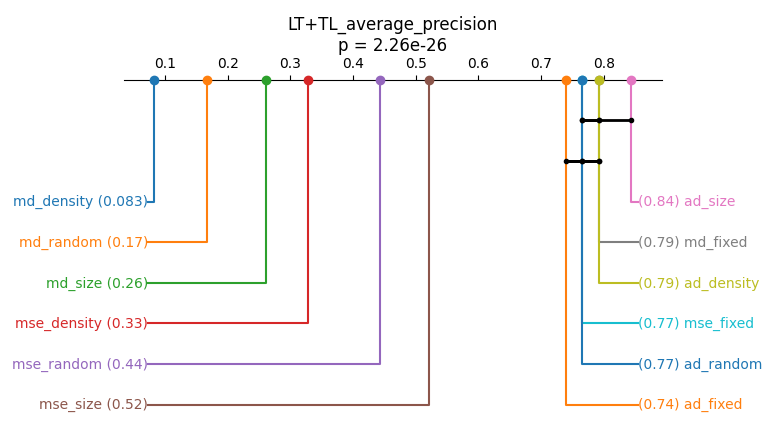 LT+TL_average_precision
p = 2.26e-26
0.1 0.2 0.3 0.4 0.5 0.6 0.7 0.8
md_density (0.083)
(0.84) ad_size
md_random (0.17)
(0.79) md_fixed
md_size (0.26)
(0.79) ad_density
mse_density (0.33)
(0.77) mse_fixed
mse_random (0.44)
(0.77) ad_random
mse_size (0.52)
(0.74) ad_fixed